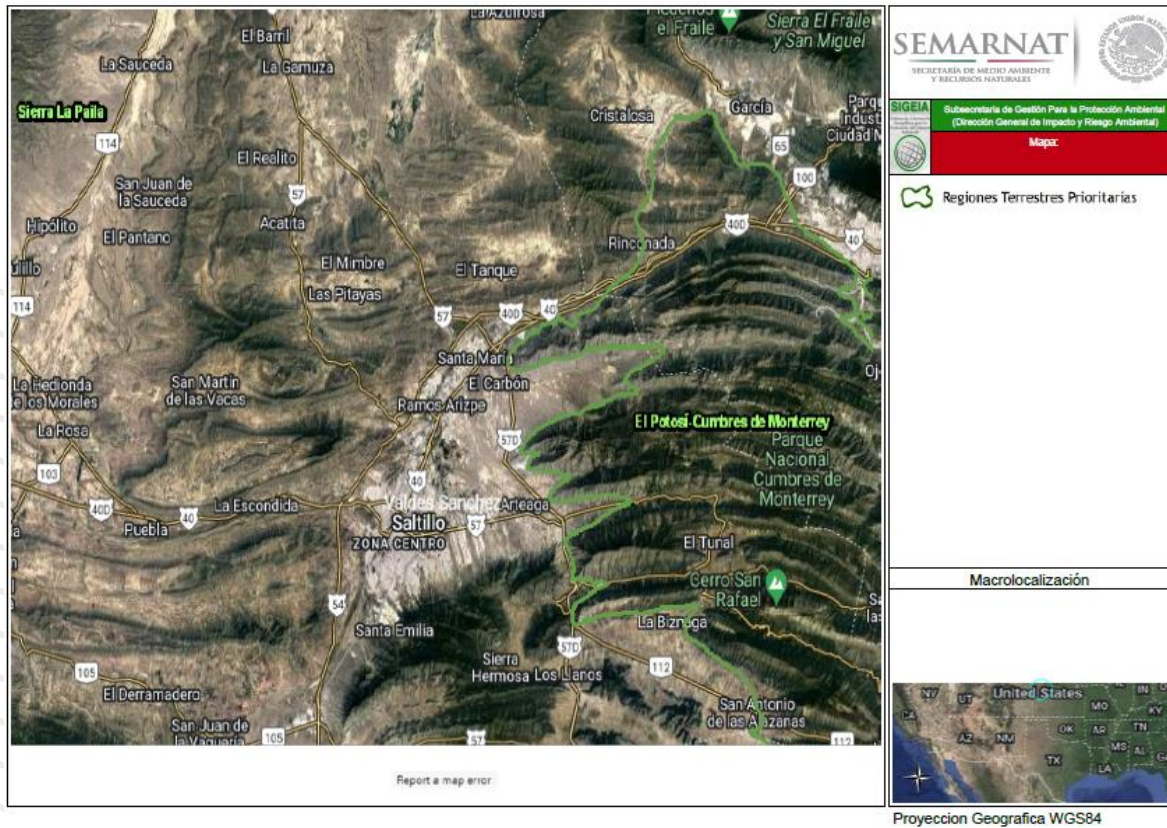 La Azufrosa
el Fraile
Sierra El Fraile
y San Miguel
El Barril
La Sauceda
La Gamuza
Sierra La Paila
Cristalosa
García
114
65
El Realito
100
San Juan de
la Sauceda
57
Hipólito
Acatita
El Pantano
40D
Rinconada
40
El Mimbre
El Tanque
Las Pitayas
114
57
40D
40
Santa María
El Carbón
La Hedionda
de los Morales
San Martín
de las Vacas
Ramos Arizpe
La Rosa
El Potosí-Cumbres de Monterrey
Parque
Nacional
Cumbres de
Monterrey
57D
103
40
La Escondida
Valdes Sanchez
Arteaga
40D
40
Puebla
Saltillo
57
ZONA CENTRO
El Tunal
Cerro San
Rafael
54
La Biznaga
Santa Emilia
57D
Sierra
Hermosa
Los Llanos
112
105
El Derramadero
San Antonio
de las Alazanas
San Juan de
la Vaquería
105
57
112
Report a map error
SEMARNAT
SECRETARÍA DE MEDIO AMBIENTE
Y RECURSOS NATURALES
SIGEIA
Subsecretaria de Gestión Para la Protección Ambiental
(Dirección General de Impacto y Riesgo Ambiental)
Mapa:
Regiones Terrestres Prioritarias
Macrolocalización
United States
NV
UT
MO
IN
KY
CA
OK
AR
TN
AZ
NM
MS
AL
TX
LA
Proyeccion Geografica WGS84